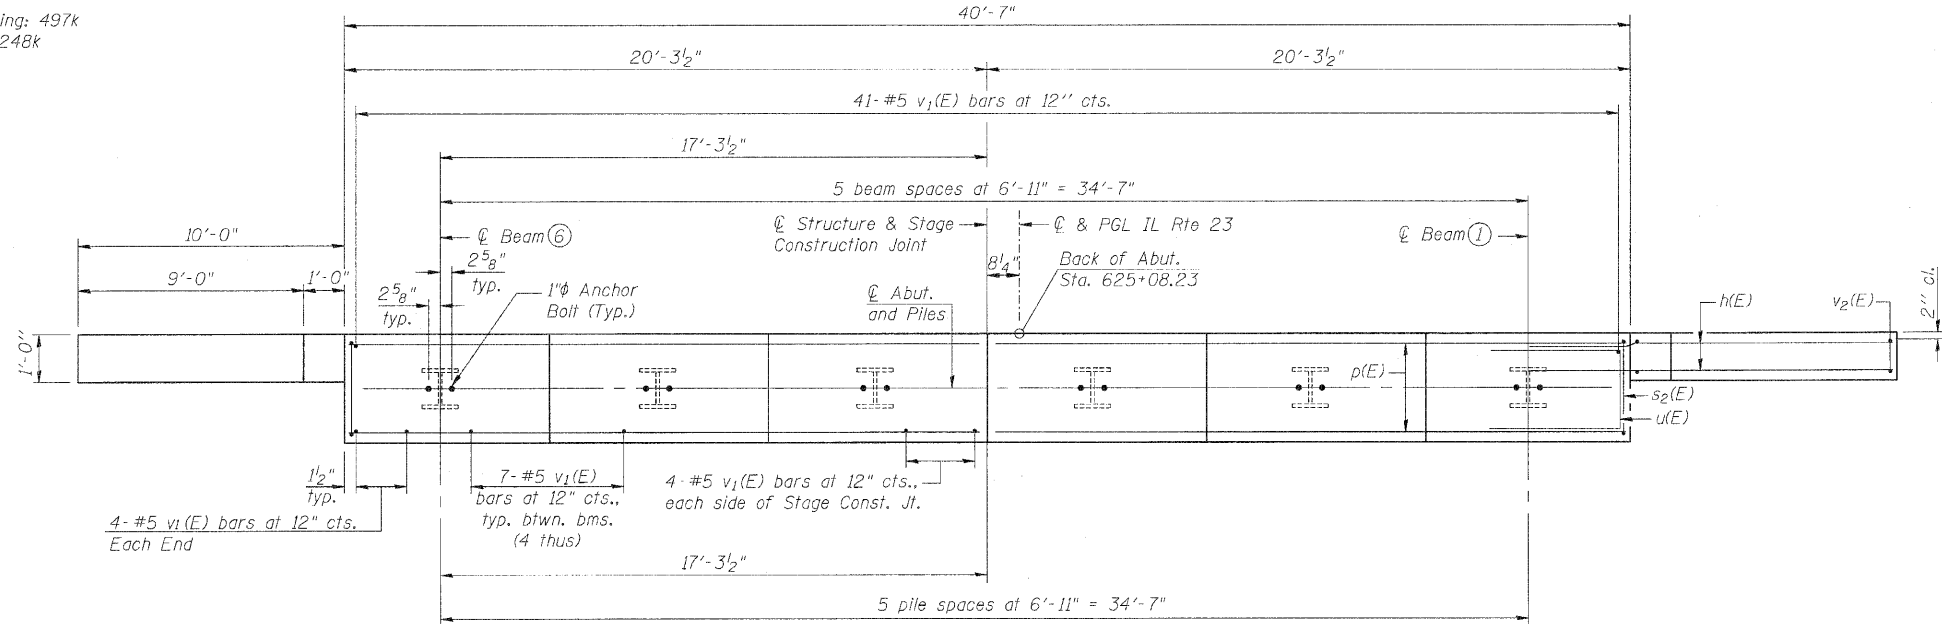 ing: 497k
248k
40'-7"
20'-3½"
20'-3½"
41-#5 v1(E) bars at 12" cts.
17'-3½"
5 beam spaces at 6'-11" = 34'-7"
℄ Structure & Stage
Construction Joint
℄ & PGL IL Rte 23
℄ Beam 6
℄ Beam 1
10'-0"
9'-0"
1'-0"
2⅝"
typ.
2⅝"
typ.
1"ϕ Anchor
Bolt (Typ.)
8¼"
Back of Abut.
Sta. 625+08.23
℄ Abut.
and Piles
h(E)
v2(E)
2" cl.
1'-0"
p(E)
s2(E)
u(E)
1½"
typ.
4-#5 v1(E) bars at 12" cts.
Each End
7-#5 v1(E)
bars at 12" cts.,
typ. btwn. bms.
(4 thus)
4-#5 v1(E) bars at 12" cts.,
each side of Stage Const. Jt.
17'-3½"
5 pile spaces at 6'-11" = 34'-7"